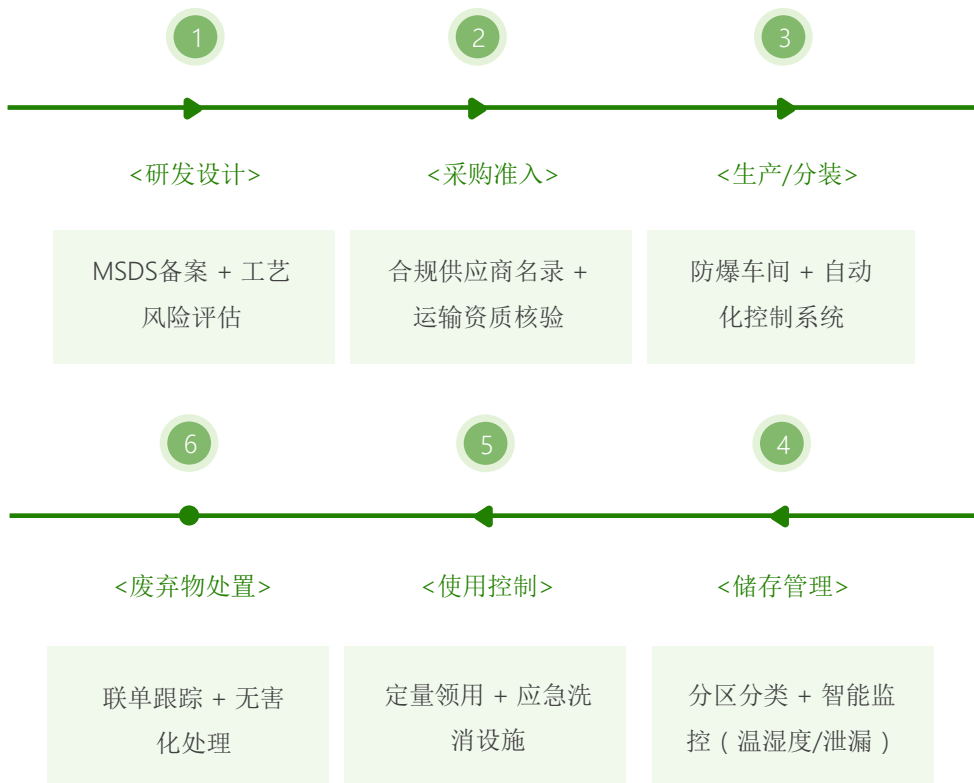 1
2
3
<研发设计>
<采购准入>
<生产/分装>
MSDS备案 + 工艺
风险评估
合规供应商名录 +
运输资质核验
防爆车间 + 自动
化控制系统
6
5
4
<废弃物处置>
<使用控制>
<储存管理>
联单跟踪 + 无害
化处理
定量领用 + 应急洗
消设施
分区分类 + 智能监
控（温湿度/泄漏）